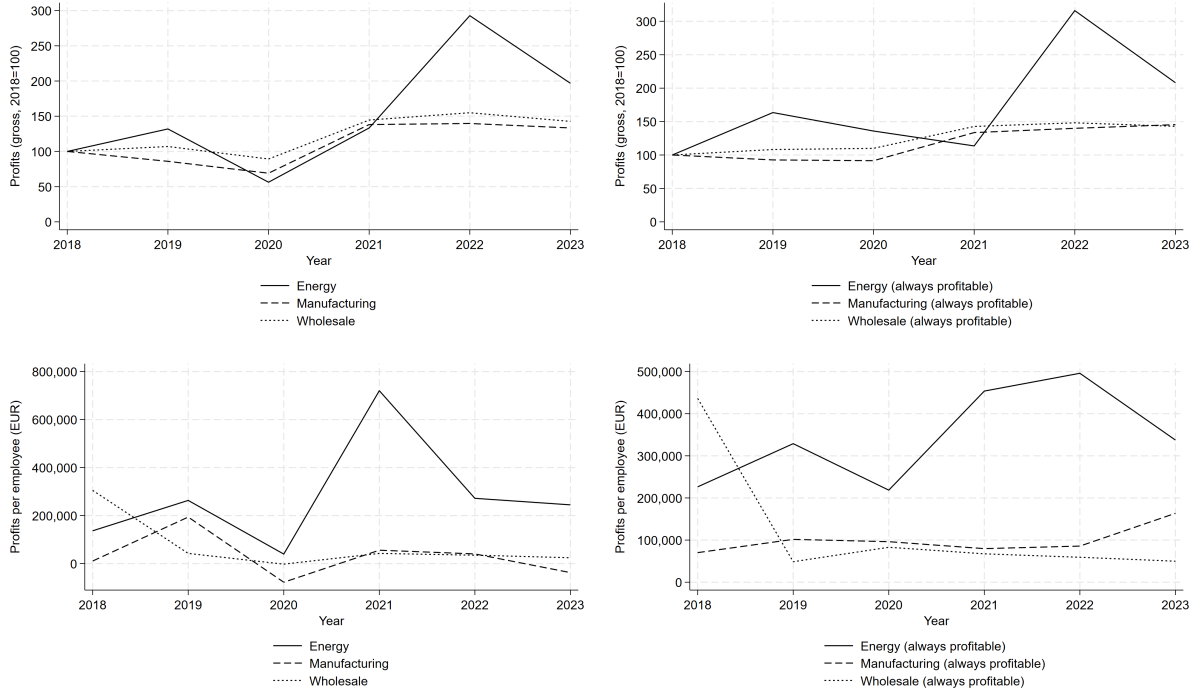 Profits (gross, 2018=100)
300
250
200
150
100
50
0
2018 2019 2020 2021 2022 2023
Year
Energy
Manufacturing
Wholesale
Profits (gross, 2018=100)
300
250
200
150
100
50
0
2018 2019 2020 2021 2022 2023
Year
Energy (always profitable)
Manufacturing (always profitable)
Wholesale (always profitable)
Profits per employee (EUR)
800,000
600,000
400,000
200,000
0
2018 2019 2020 2021 2022 2023
Year
Energy
Manufacturing
Wholesale
Profits per employee (EUR)
500,000
400,000
300,000
200,000
100,000
0
2018 2019 2020 2021 2022 2023
Year
Energy (always profitable)
Manufacturing (always profitable)
Wholesale (always profitable)